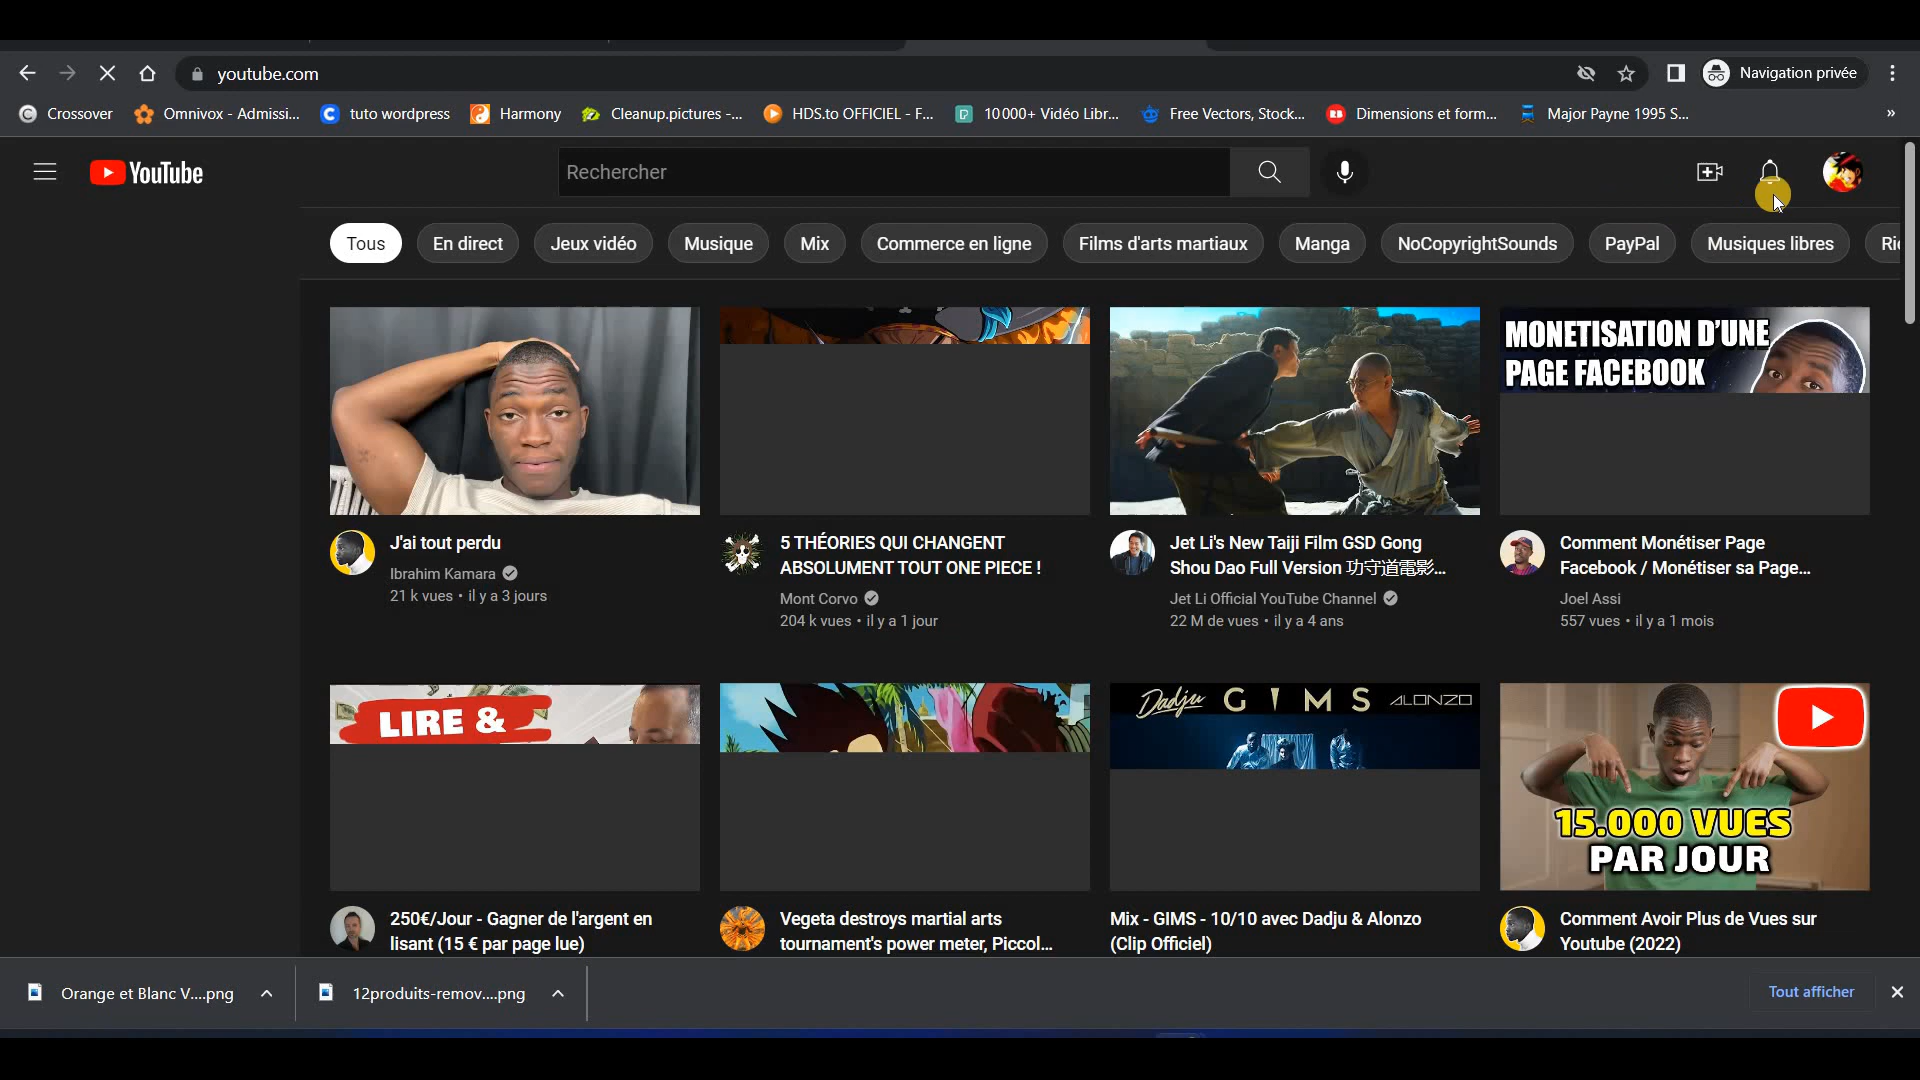 youtube.com
Navigation privée
Crossover
Omnivox - Admissi...
tuto wordpress
Harmony
Cleanup.pictures -...
HDS.to OFFICIEL - F...
10 000+ Vidéo Libr...
Free Vectors, Stock...
Dimensions et form...
Major Payne 1995 S...
»
YouTube
Rechercher
Tous
En direct
Jeux vidéo
Musique
Mix
Commerce en ligne
Films d'arts martiaux
Manga
NoCopyrightSounds
PayPal
Musiques libres
Ri
MONETISATION D'UNE
PAGE FACEBOOK
J'ai tout perdu
Ibrahim Kamara
21 k vues • il y a 3 jours
5 THÉORIES QUI CHANGENT
ABSOLUMENT TOUT ONE PIECE !
Mont Corvo
204 k vues • il y a 1 jour
Jet Li's New Taiji Film GSD Gong
Shou Dao Full Version 功守道電影...
Jet Li Official YouTube Channel
22 M de vues • il y a 4 ans
Comment Monétiser Page
Facebook / Monétiser sa Page...
Joel Assi
557 vues • il y a 1 mois
LIRE &
Dadju GIMS ALONZO
15.000 VUES
PAR JOUR
250€/Jour - Gagner de l'argent en
lisant (15 € par page lue)
Vegeta destroys martial arts
tournament's power meter, Piccol...
Mix - GIMS - 10/10 avec Dadju & Alonzo
(Clip Officiel)
Comment Avoir Plus de Vues sur
Youtube (2022)
Orange et Blanc V....png
12produits-remov....png
Tout afficher